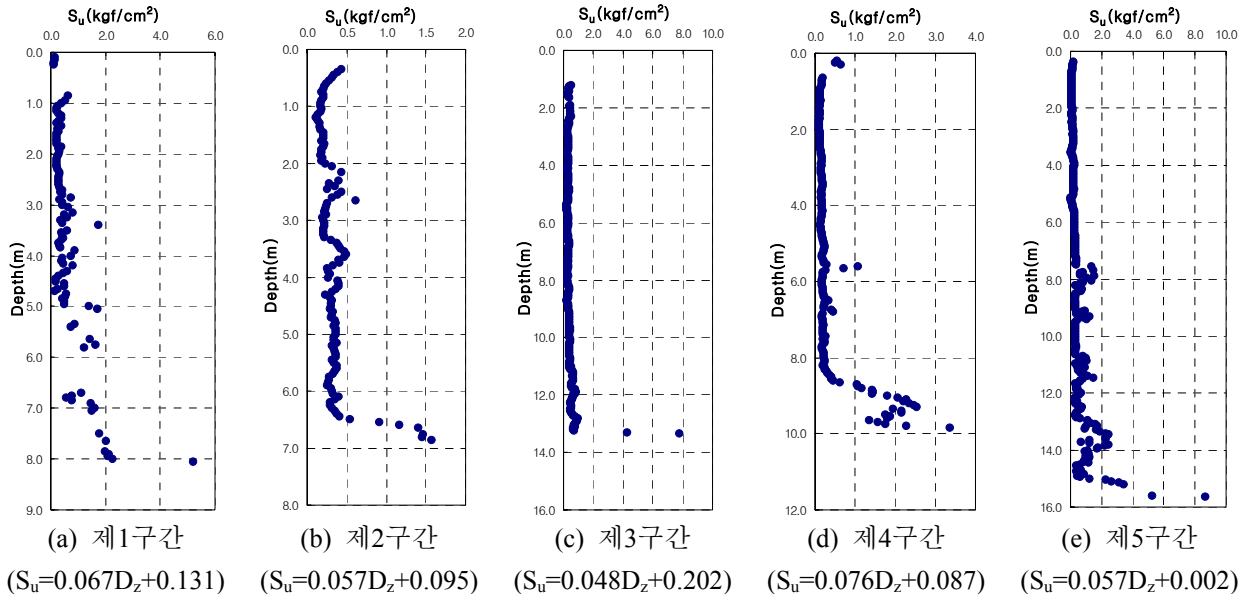 Su(kgf/cm²)
0.0 2.0 4.0 6.0
0.0
1.0
2.0
3.0
4.0
5.0
6.0
7.0
8.0
9.0
Depth(m)
(a) 제1구간
(Su=0.067Dz+0.131)
Su(kgf/cm²)
0.0 0.5 1.0 1.5 2.0
0.0
1.0
2.0
3.0
4.0
5.0
6.0
7.0
8.0
Depth(m)
(b) 제2구간
(Su=0.057Dz+0.095)
Su(kgf/cm²)
0.0 2.0 4.0 6.0 8.0 10.0
0.0
2.0
4.0
6.0
8.0
10.0
12.0
14.0
16.0
Depth(m)
(c) 제3구간
(Su=0.048Dz+0.202)
Su(kgf/cm²)
0.0 1.0 2.0 3.0 4.0
0.0
2.0
4.0
6.0
8.0
10.0
12.0
Depth(m)
(d) 제4구간
(Su=0.076Dz+0.087)
Su(kgf/cm²)
0.0 2.0 4.0 6.0 8.0 10.0
0.0
2.0
4.0
6.0
8.0
10.0
12.0
14.0
16.0
Depth(m)
(e) 제5구간
(Su=0.057Dz+0.002)